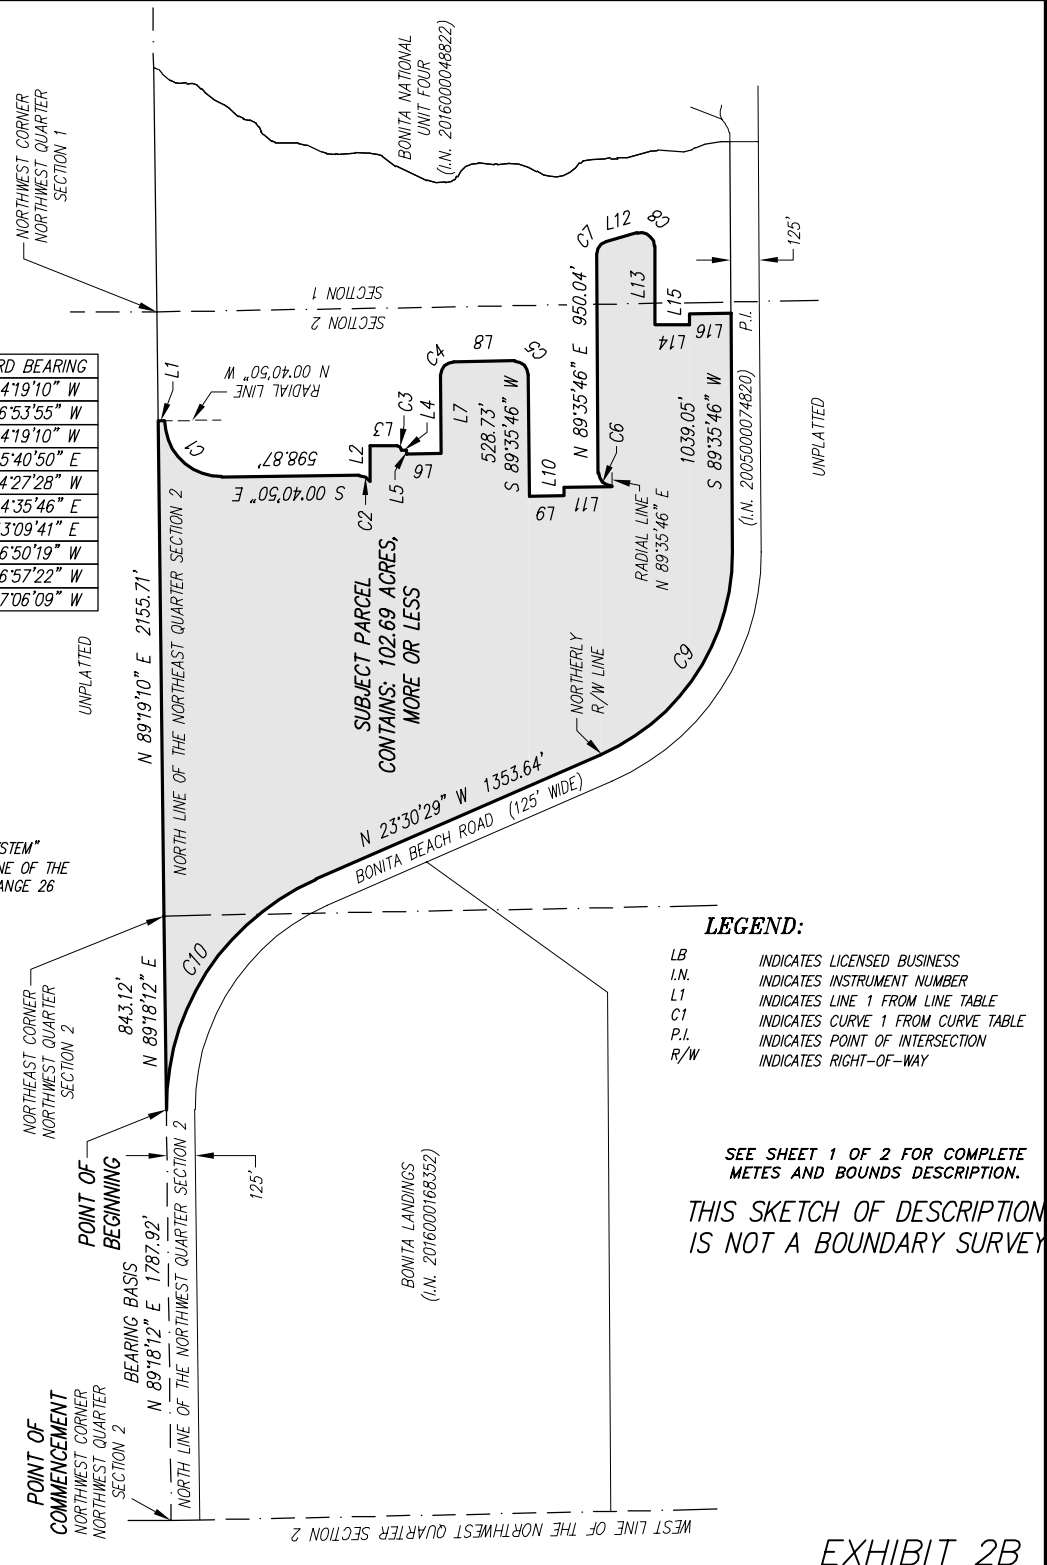 NORTHWEST CORNER
NORTHWEST QUARTER
SECTION 1
BONITA NATIONAL
UNIT FOUR
(I.N. 2016000048822)
SECTION 1
SECTION 2
125'
RD BEARING
4°19'10" W
6°53'55" W
4°19'10" W
5°40'50" E
4°27'28" W
4°35'46" E
3°09'41" E
6°50'19" W
6°57'22" W
7°06'09" W
L1
N 00°40'50" W
RADIAL LINE
C1
598.87'
S 00°40'50" E
L2
C2
L3
C3
L4
L5
L6
C4
L7
L8
C5
528.73'
S 89°35'46" W
L9
L10
L11
C6
RADIAL LINE
N 89°35'46" E
N 89°35'46" E 950.04'
C7
L12
C8
L13
L14
L15
L16
P.I.
1039.05'
S 89°35'46" W
(I.N. 2005000074820)
UNPLATTED
UNPLATTED
N 89°19'10" E 2155.71'
NORTH LINE OF THE NORTHEAST QUARTER SECTION 2
SUBJECT PARCEL
CONTAINS: 102.69 ACRES,
MORE OR LESS
C9
NORTHERLY
R/W LINE
N 23°30'29" W 1353.64'
BONITA BEACH ROAD (125' WIDE)
STEM"
NE OF THE
ANGE 26
C10
843.12'
N 89°18'12" E
NORTHEAST CORNER
NORTHWEST QUARTER
SECTION 2
POINT OF
BEGINNING
125'
BEARING BASIS
N 89°18'12" E 1787.92'
NORTH LINE OF THE NORTHWEST QUARTER SECTION 2
POINT OF
COMMENCEMENT
NORTHWEST CORNER
NORTHWEST QUARTER
SECTION 2
BONITA LANDINGS
(I.N. 2016000168352)
WEST LINE OF THE NORTHWEST QUARTER SECTION 2
LEGEND:
LB INDICATES LICENSED BUSINESS
I.N. INDICATES INSTRUMENT NUMBER
L1 INDICATES LINE 1 FROM LINE TABLE
C1 INDICATES CURVE 1 FROM CURVE TABLE
P.I. INDICATES POINT OF INTERSECTION
R/W INDICATES RIGHT-OF-WAY
SEE SHEET 1 OF 2 FOR COMPLETE
METES AND BOUNDS DESCRIPTION.
THIS SKETCH OF DESCRIPTION
IS NOT A BOUNDARY SURVEY
EXHIBIT 2B